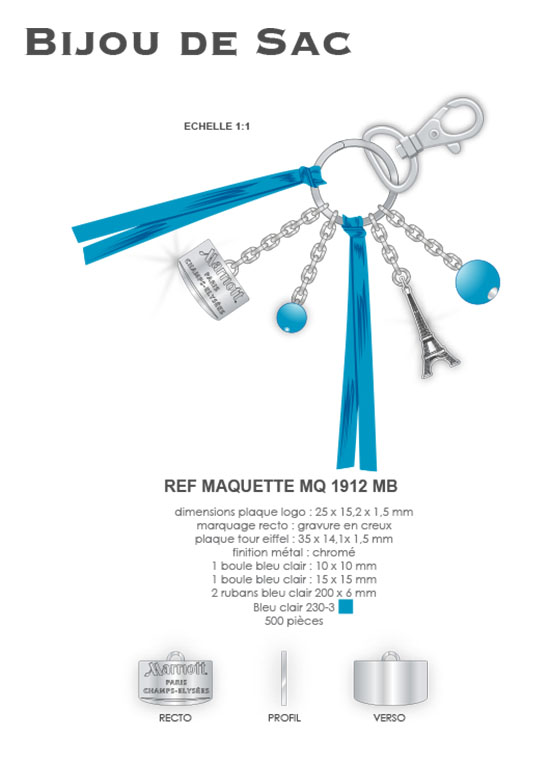 BIJOU DE SAC
ECHELLE 1:1
Marriott
PARIS
CHAMPS-ELYSÉES
REF MAQUETTE MQ 1912 MB
dimensions plaque logo : 25 x 15,2 x 1,5 mm
marquage recto : gravure en creux
plaque tour eiffel : 35 x 14,1x 1,5 mm
finition métal : chromé
1 boule bleu clair : 10 x 10 mm
1 boule bleu clair : 15 x 15 mm
2 rubans bleu clair 200 x 6 mm
Bleu clair 230-3
500 pièces
Marriott
PARIS
CHAMPS-ELYSÉES
RECTO
PROFIL
VERSO